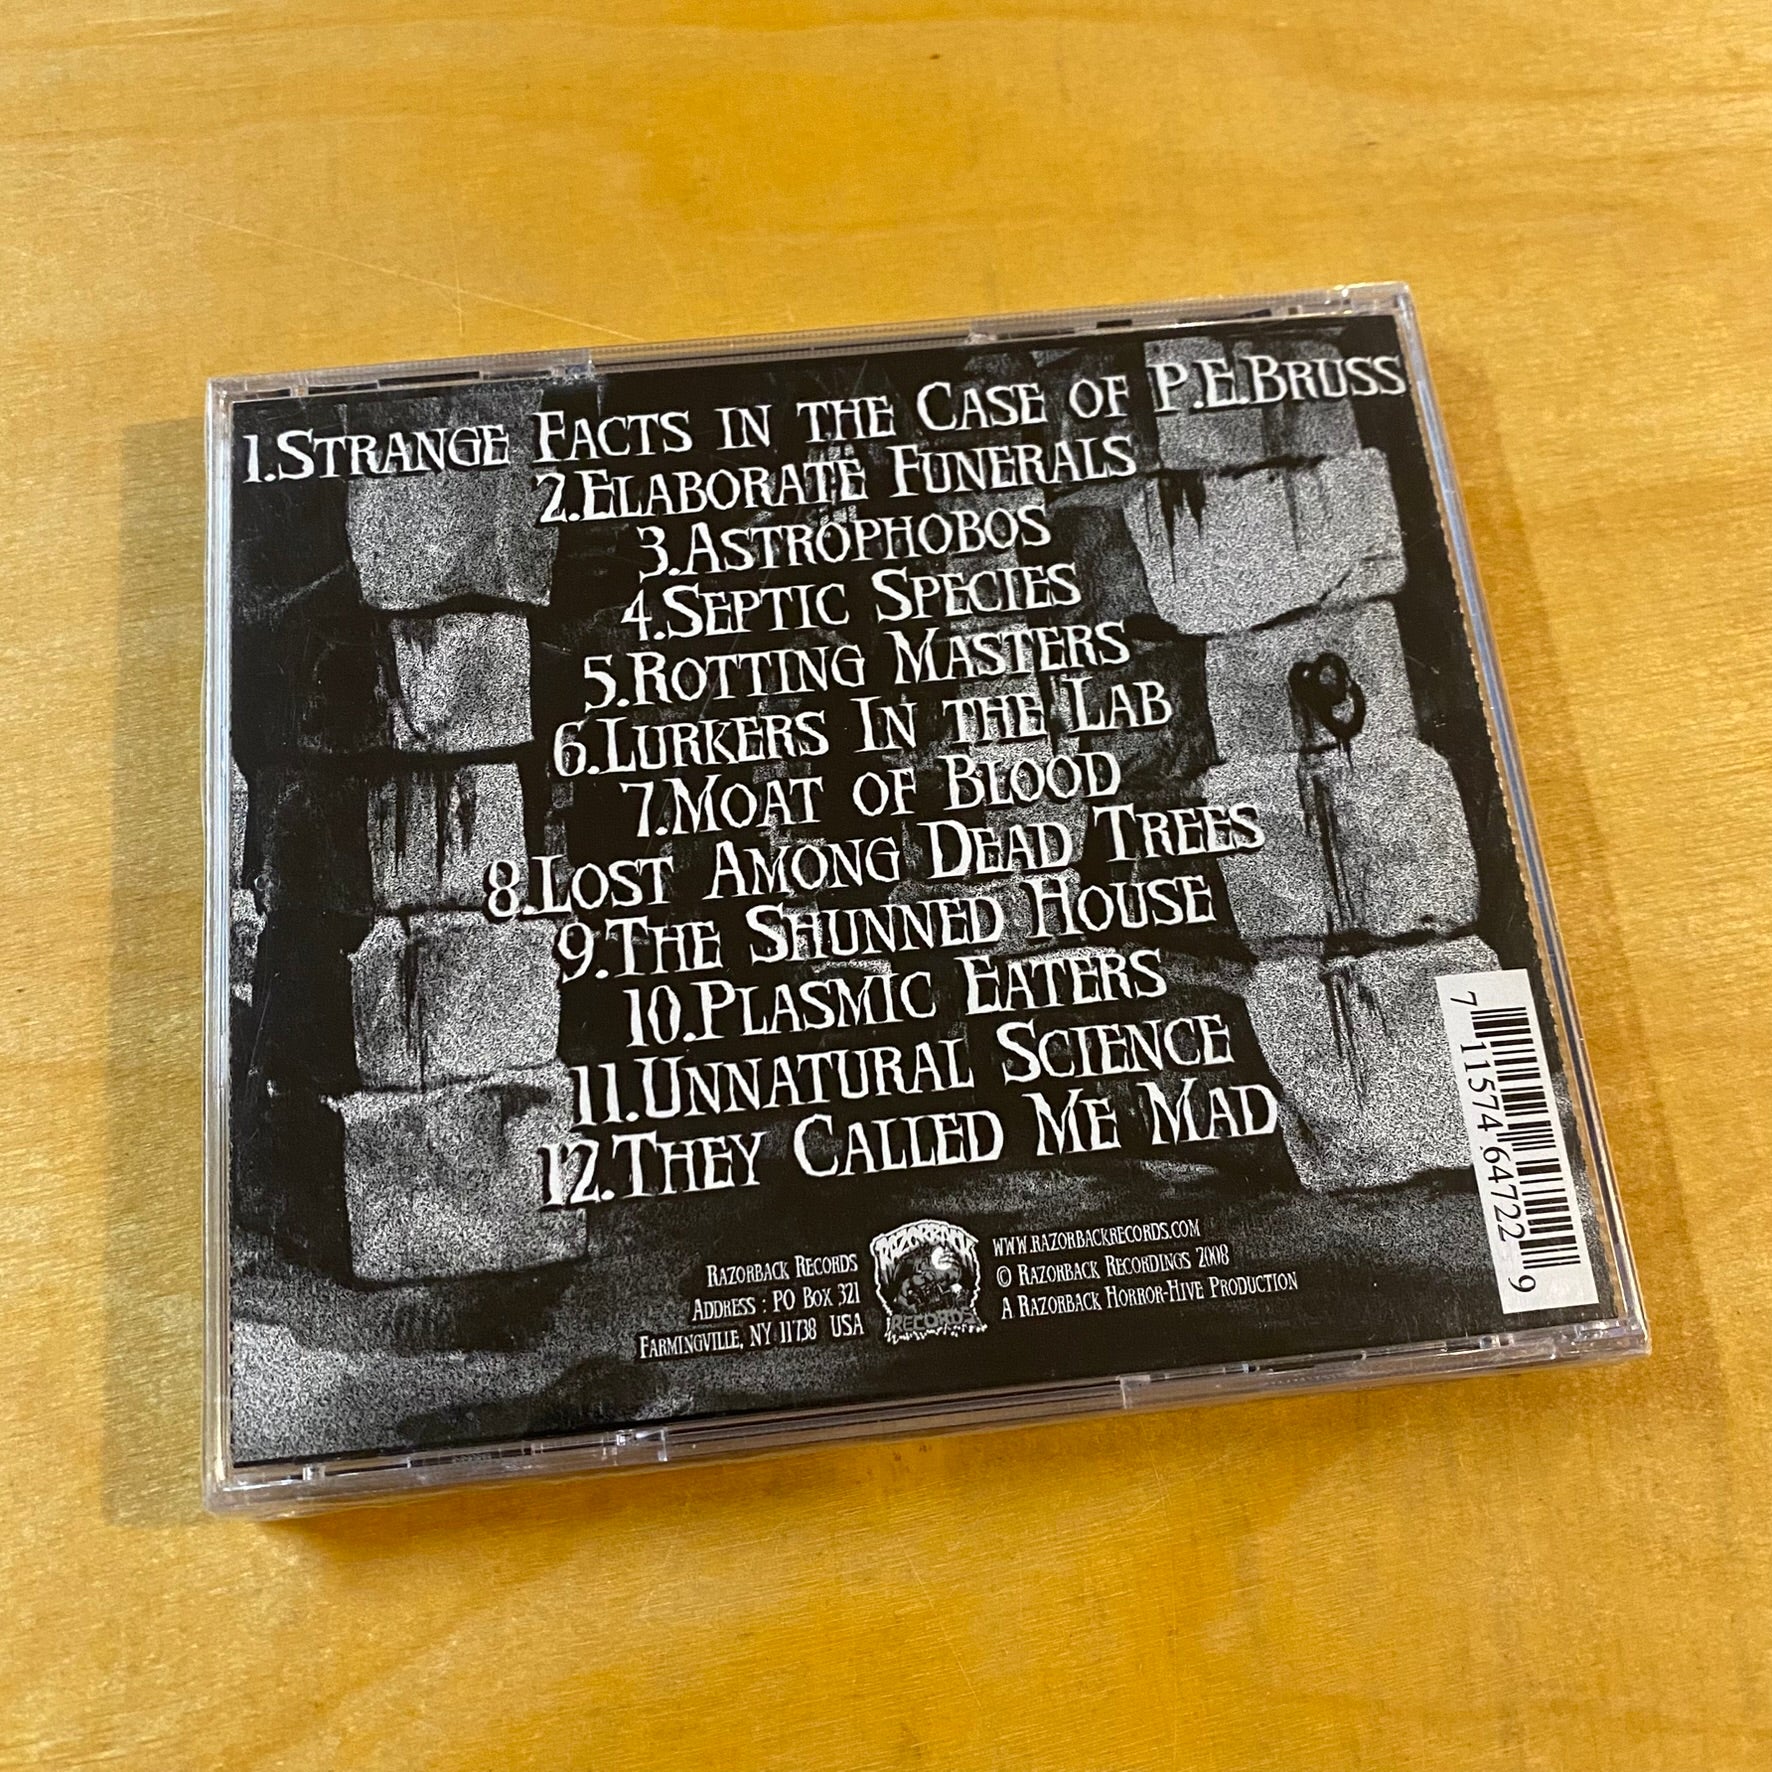 1.Strange Facts in the Case of P.E.Bruss
2.Elaborate Funerals
3.Astrophobos
4.Septic Species
5.Rotting Masters
6.Lurkers In the Lab
7.Moat of Blood
8.Lost Among Dead Trees
9.The Shunned House
10.Plasmic Eaters
11.Unnatural Science
12.They Called Me Mad
Razorback Records
Address : PO Box 321
Farmingville, NY 11738 USA
RAZORBACK
RECORDS
www.razorbackrecords.com
© Razorback Recordings 2008
A Razorback Horror-Hive Production
7 11574 64722 9